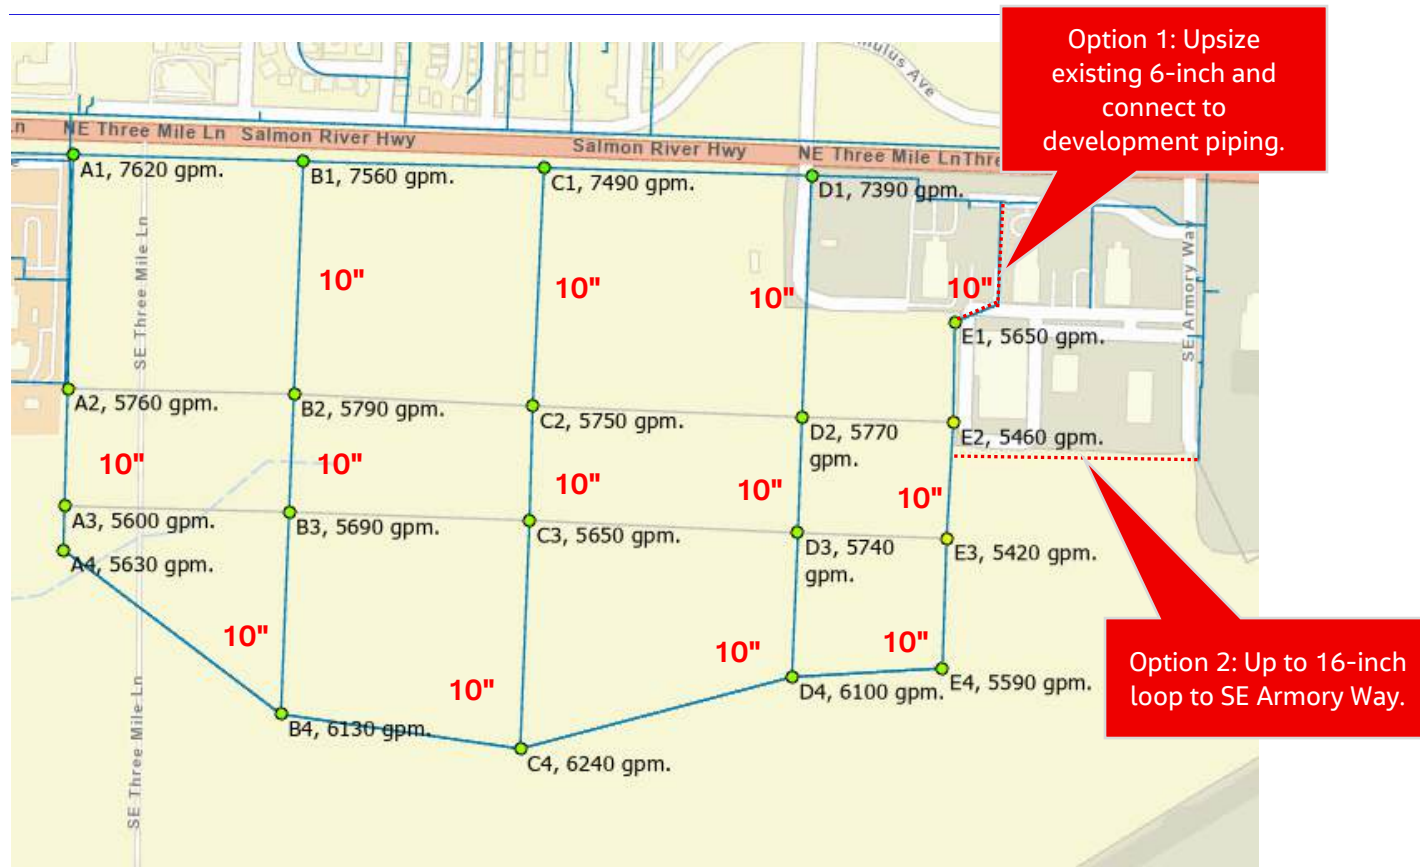 Option 1: Upsize
existing 6-inch and
connect to
development piping.
mulus Ave
Ln
NE Three Mile Ln Salmon River Hwy
Salmon River Hwy
NE Three Mile Ln
A1, 7620 gpm.
B1, 7560 gpm.
C1, 7490 gpm.
D1, 7390 gpm.
SE Three Mile Ln
SE Armory Way
10"
10"
10"
10"
E1, 5650 gpm.
A2, 5760 gpm.
B2, 5790 gpm.
C2, 5750 gpm.
D2, 5770
gpm.
E2, 5460 gpm.
10"
10"
10"
10"
10"
A3, 5600 gpm.
B3, 5690 gpm.
C3, 5650 gpm.
D3, 5740
gpm.
E3, 5420 gpm.
A4, 5630 gpm.
10"
10"
10"
10"
B4, 6130 gpm.
C4, 6240 gpm.
D4, 6100 gpm.
E4, 5590 gpm.
SE Three Mile Ln
Option 2: Up to 16-inch
loop to SE Armory Way.